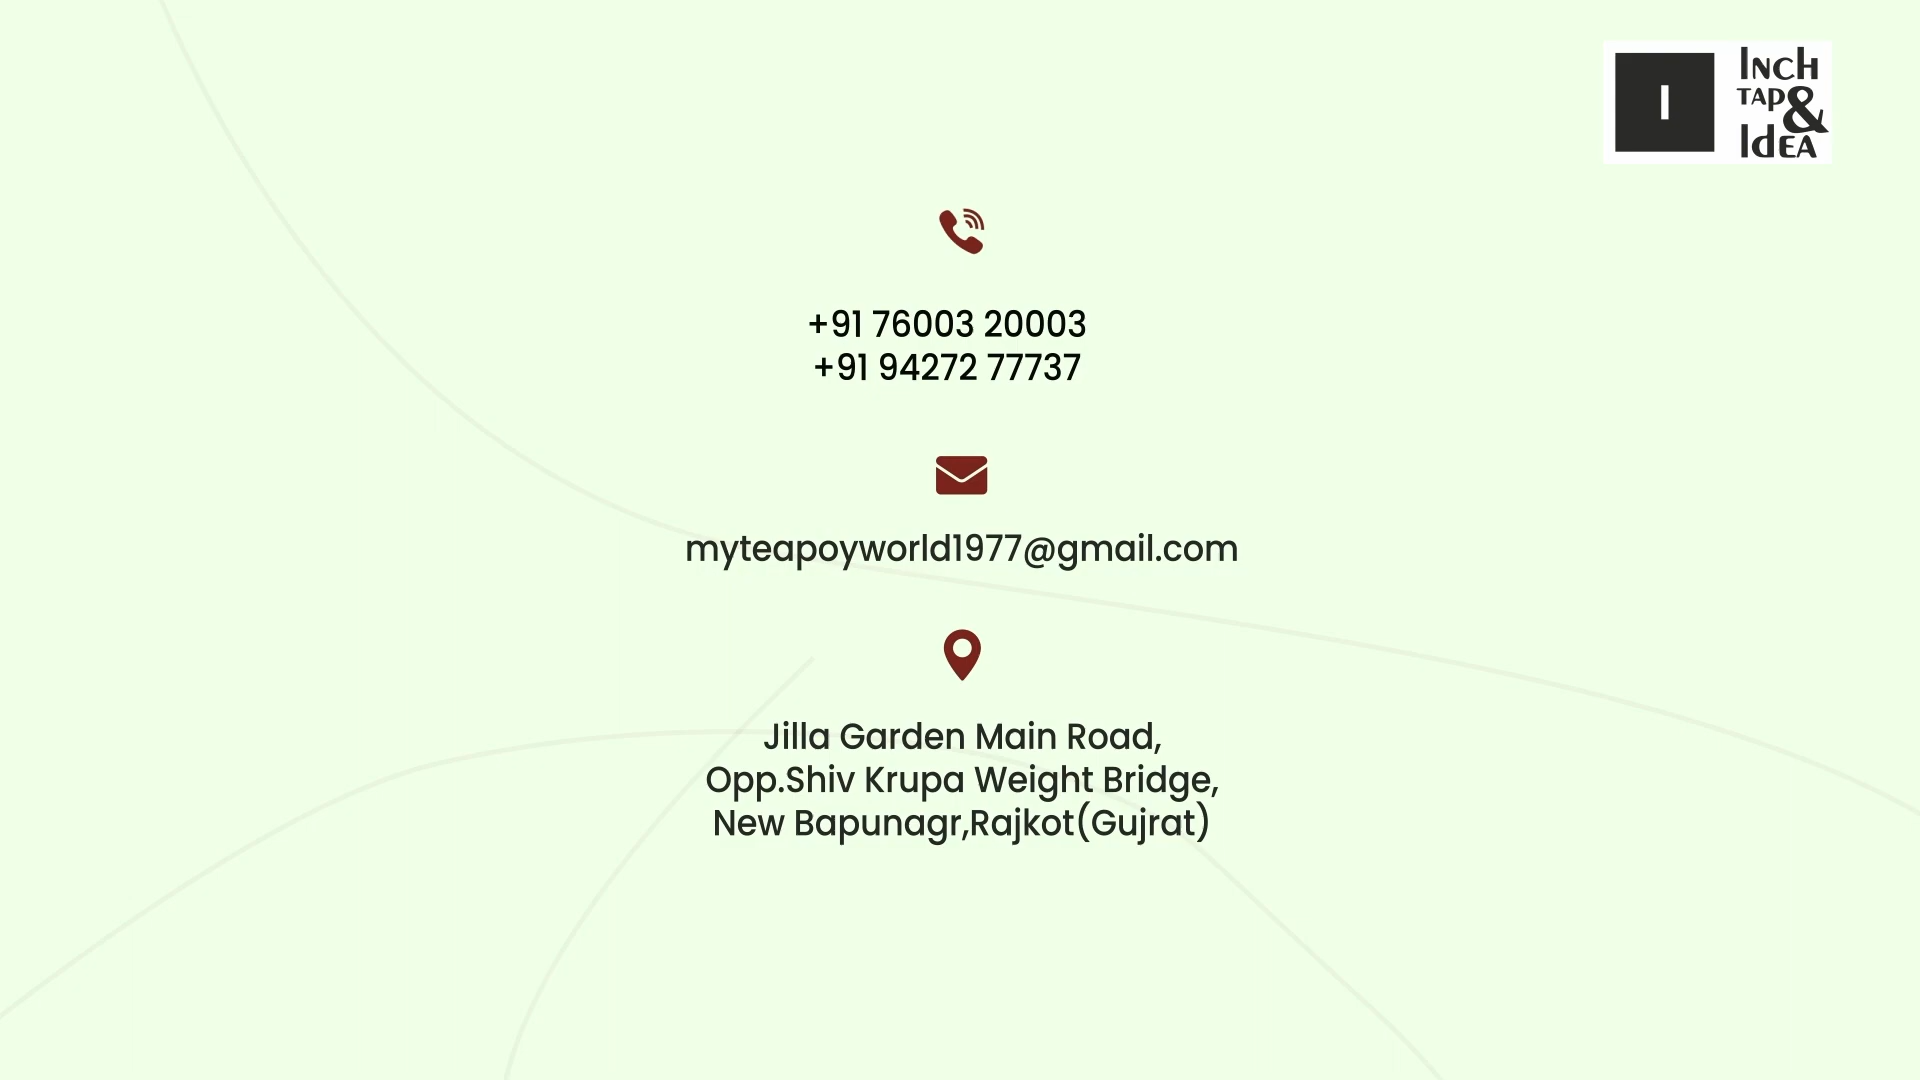 I
INCH
TAP &
IdEA
+91 76003 20003
+91 94272 77737
myteapoyworld1977@gmail.com
Jilla Garden Main Road,
Opp.Shiv Krupa Weight Bridge,
New Bapunagr,Rajkot(Gujrat)